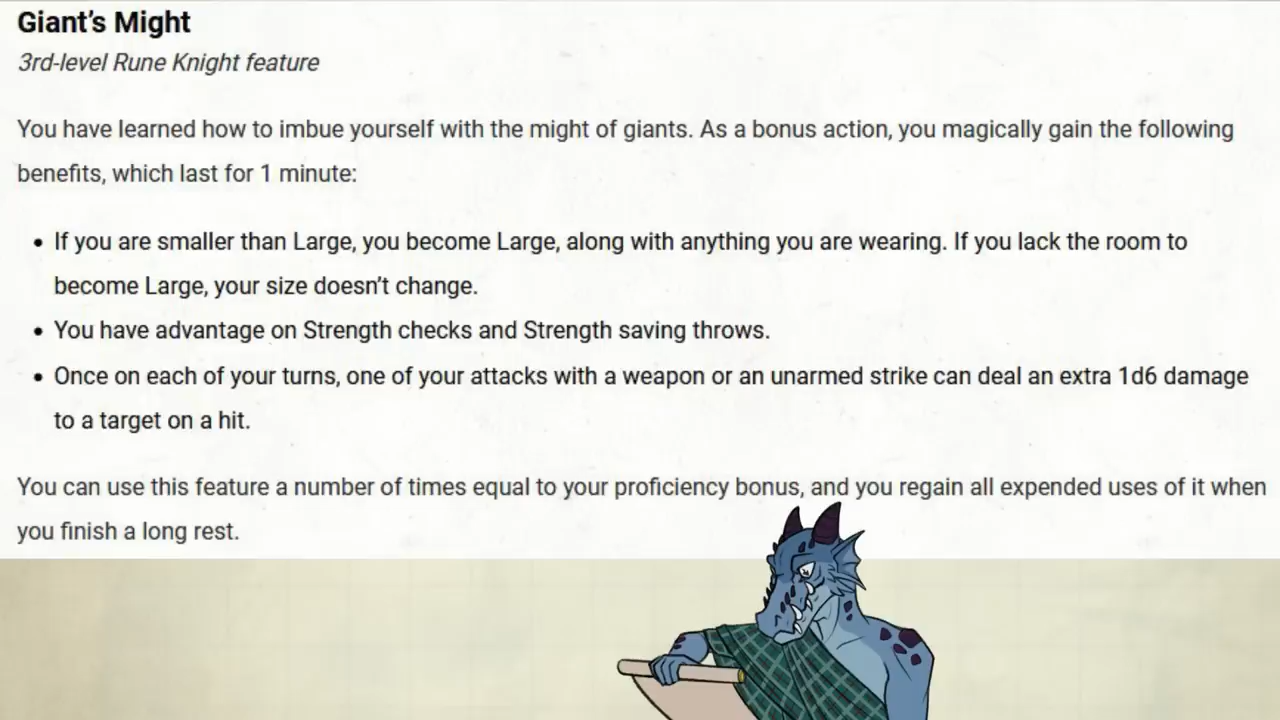 Giant’s Might
3rd-level Rune Knight feature
You have learned how to imbue yourself with the might of giants. As a bonus action, you magically gain the following
benefits, which last for 1 minute:
• If you are smaller than Large, you become Large, along with anything you are wearing. If you lack the room to
become Large, your size doesn’t change.
• You have advantage on Strength checks and Strength saving throws.
• Once on each of your turns, one of your attacks with a weapon or an unarmed strike can deal an extra 1d6 damage
to a target on a hit.
You can use this feature a number of times equal to your proficiency bonus, and you regain all expended uses of it when
you finish a long rest.